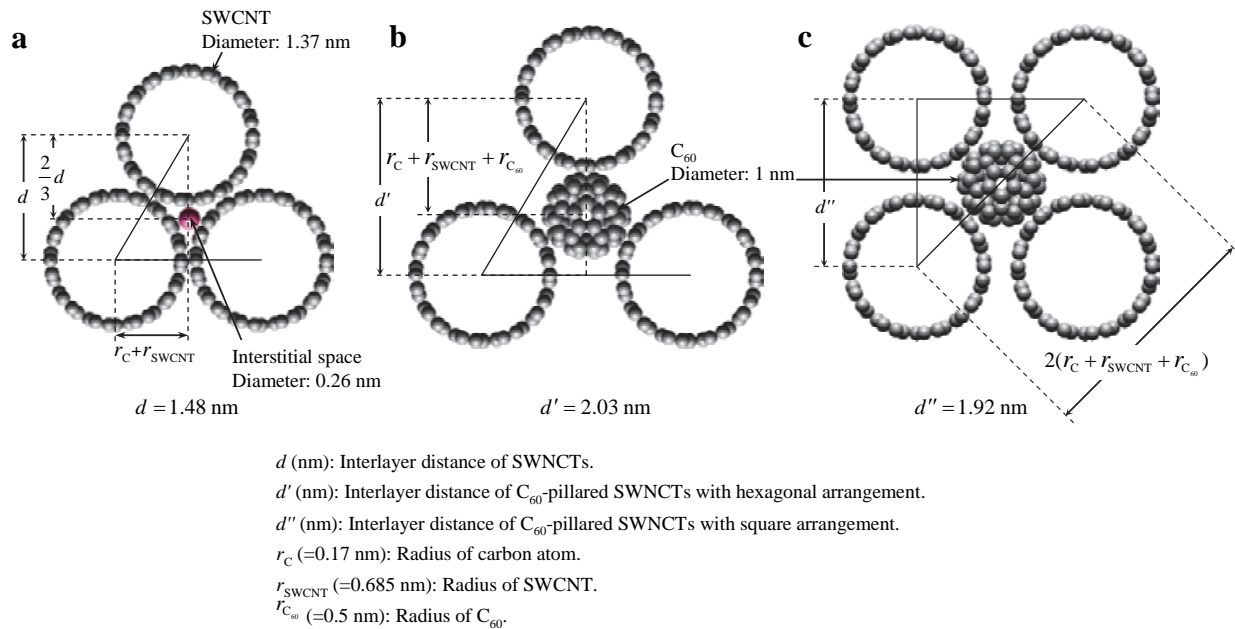 a
SWCNT
Diameter: 1.37 nm
d
2/3 d
r_C+r_SWCNT
Interstitial space
Diameter: 0.26 nm
d = 1.48 nm
b
d′
r_C + r_SWCNT + r_C₆₀
C₆₀
Diameter: 1 nm
d′ = 2.03 nm
c
d″
2(r_C + r_SWCNT + r_C₆₀)
d″ = 1.92 nm
d (nm): Interlayer distance of SWNCTs.
d′ (nm): Interlayer distance of C₆₀-pillared SWNCTs with hexagonal arrangement.
d″ (nm): Interlayer distance of C₆₀-pillared SWNCTs with square arrangement.
r_C (=0.17 nm): Radius of carbon atom.
r_SWCNT (=0.685 nm): Radius of SWCNT.
r_C₆₀ (=0.5 nm): Radius of C₆₀.